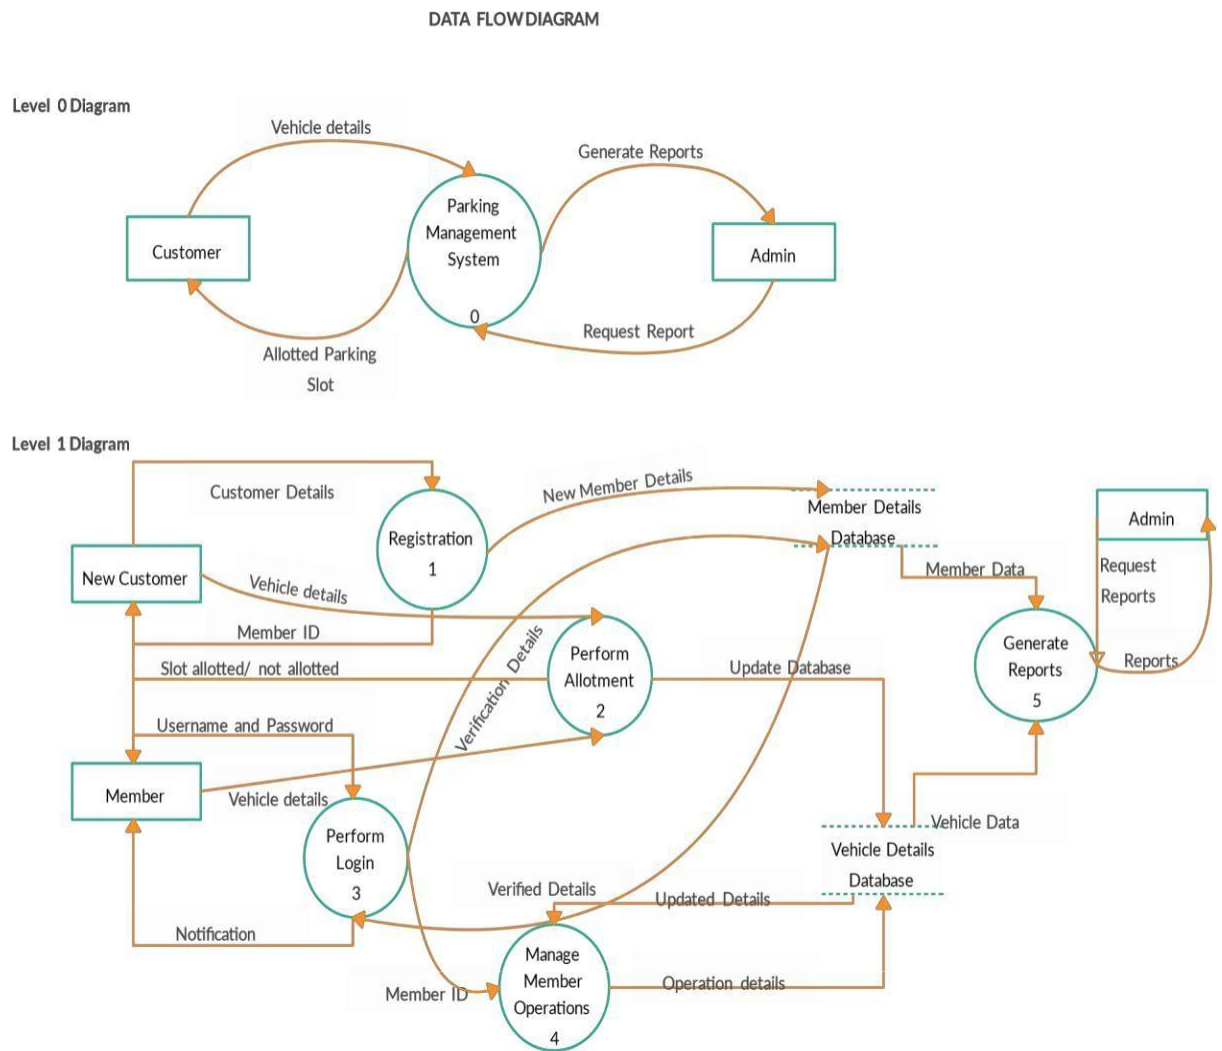 DATA FLOW DIAGRAM
Level 0 Diagram
Vehicle details
Generate Reports
Parking
Management
System
0
Customer
Admin
Request Report
Allotted Parking
Slot
Level 1 Diagram
Customer Details
New Member Details
Member Details
Database
Admin
Registration
1
New Customer
Vehicle details
Member Data
Request
Reports
Member ID
Verification Details
Perform
Allotment
2
Generate
Reports
5
Reports
Slot allotted/ not allotted
Update Database
Username and Password
Member
Vehicle details
Perform
Login
3
Vehicle Data
Vehicle Details
Database
Verified Details
Updated Details
Notification
Manage
Member
Operations
4
Member ID
Operation details